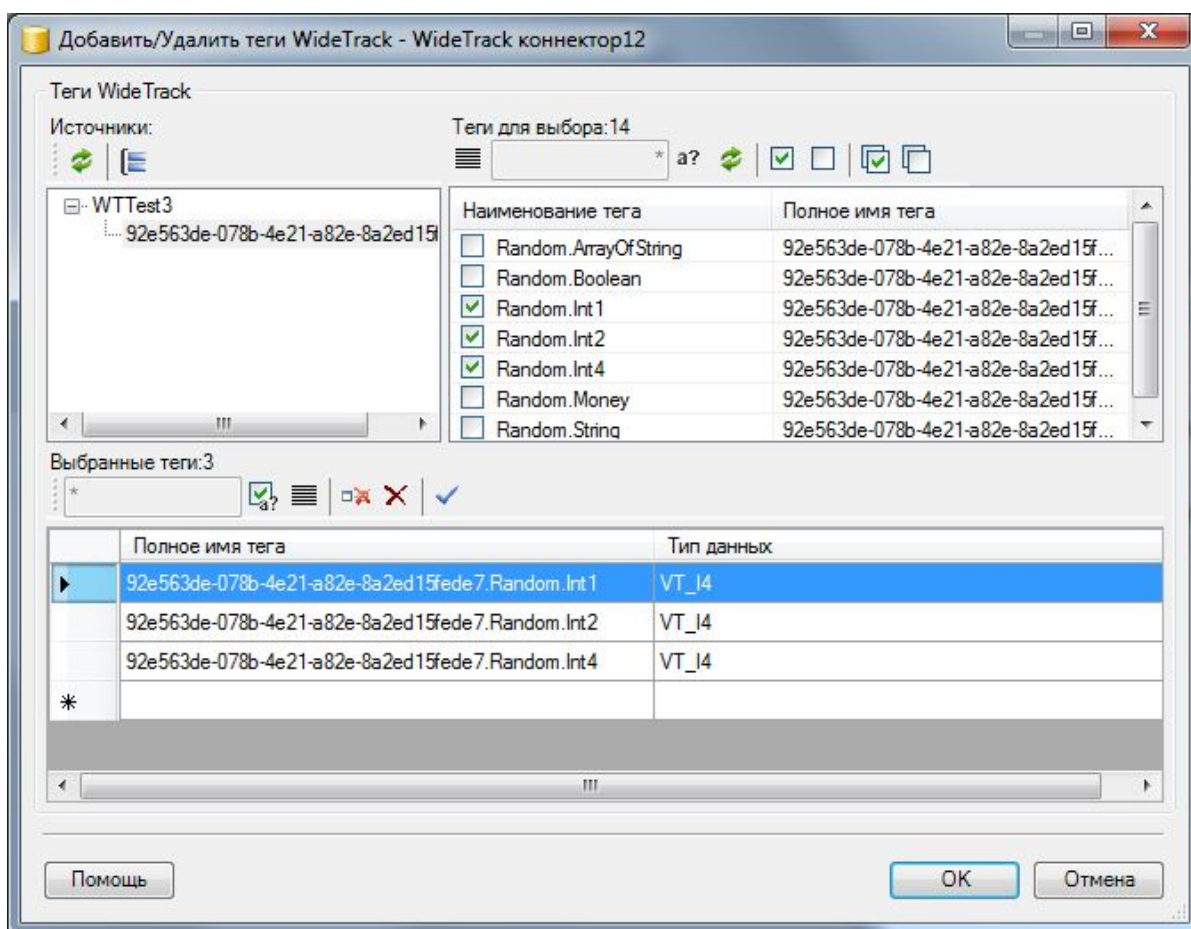 Добавить/Удалить теги WideTrack - WideTrack коннектор12
Теги WideTrack
Источники:
Теги для выбора:14
* a?
WTTest3
92e563de-078b-4e21-a82e-8a2ed15f
Наименование тега Полное имя тега
Random.ArrayOfString 92e563de-078b-4e21-a82e-8a2ed15f...
Random.Boolean 92e563de-078b-4e21-a82e-8a2ed15f...
Random.Int1 92e563de-078b-4e21-a82e-8a2ed15f...
Random.Int2 92e563de-078b-4e21-a82e-8a2ed15f...
Random.Int4 92e563de-078b-4e21-a82e-8a2ed15f...
Random.Money 92e563de-078b-4e21-a82e-8a2ed15f...
Random.String 92e563de-078b-4e21-a82e-8a2ed15f...
Выбранные теги:3
* a?
Полное имя тега Тип данных
92e563de-078b-4e21-a82e-8a2ed15fede7.Random.Int1 VT_I4
92e563de-078b-4e21-a82e-8a2ed15fede7.Random.Int2 VT_I4
92e563de-078b-4e21-a82e-8a2ed15fede7.Random.Int4 VT_I4
Помощь OK Отмена